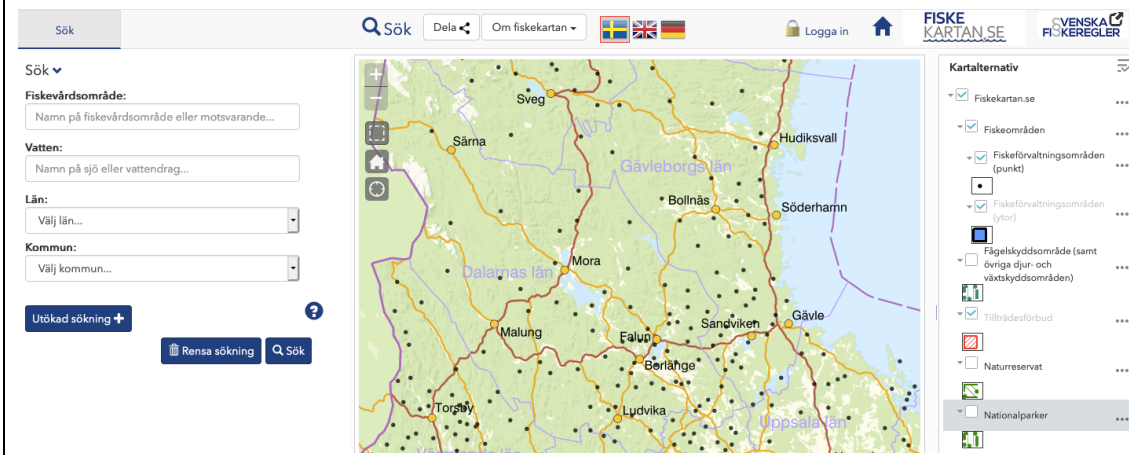 Sök
Sök
Dela
Om fiskekartan
Logga in
FISKE
KARTAN.SE
SVENSKA
FISKEREGLER
Sök
Fiskevårdsområde:
Namn på fiskevårdsområde eller motsvarande...
Vatten:
Namn på sjö eller vattendrag...
Län:
Välj län...
Kommun:
Välj kommun...
Utökad sökning +
?
Rensa sökning
Sök
+
−
Sveg
Särna
Hudiksvall
Gävleborgs län
Bollnäs
Söderhamn
Mora
Dalarnas län
Malung
Falun
Sandviken
Gävle
Borlänge
Torsby
Ludvika
Uppsala län
Värmlands län
Kartalternativ
Fiskekartan.se
Fiskeområden
Fiskeförvaltningsområden
(punkt)
Fiskeförvaltningsområden
(ytor)
Fågelskyddsområde (samt
övriga djur- och
växtskyddsområden)
Tillträdesförbud
Naturreservat
Nationalparker